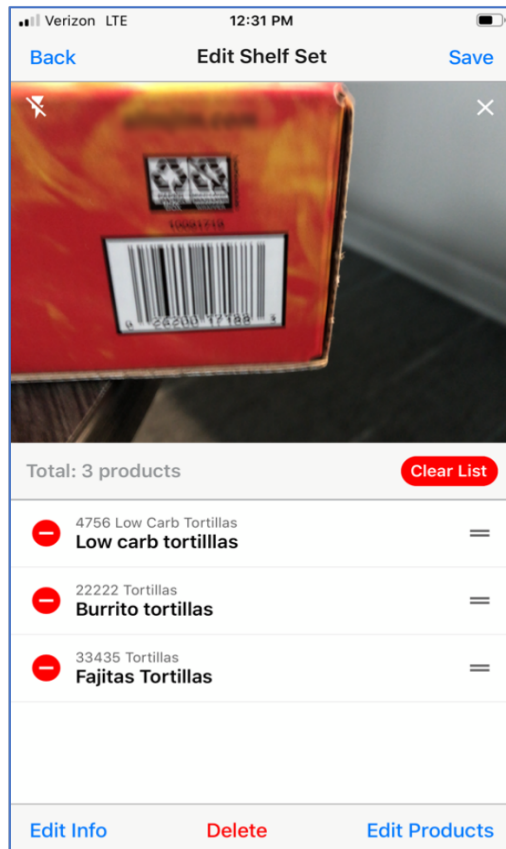 Verizon LTE 12:31 PM
Back Edit Shelf Set Save
Total: 3 products Clear List
4756 Low Carb Tortillas
Low carb tortilllas
22222 Tortillas
Burrito tortillas
33435 Tortillas
Fajitas Tortillas
Edit Info Delete Edit Products